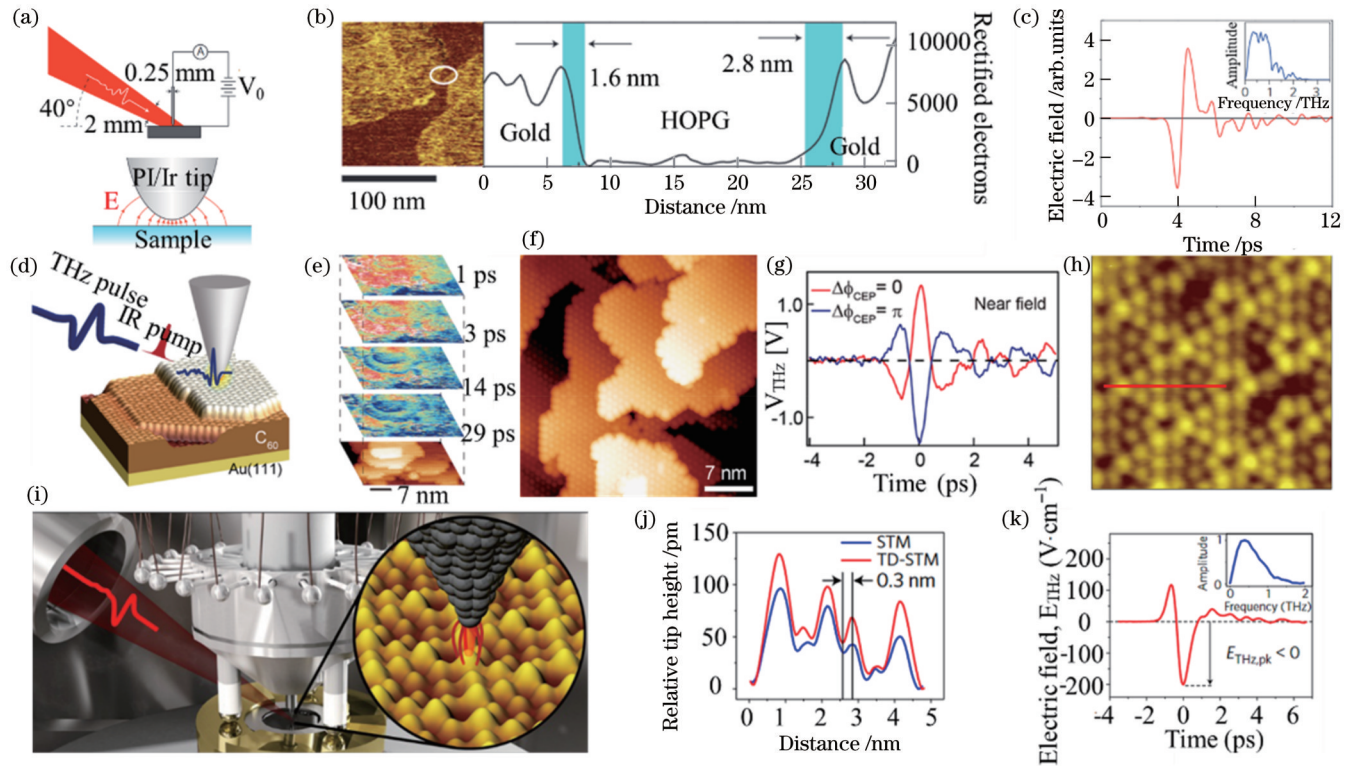 (a)
A
0.25 mm
V₀
40°
2 mm
PI/Ir tip
E
Sample
(b)
100 nm
1.6 nm
2.8 nm
Gold
HOPG
Gold
10000
5000
0
Rectified electrons
0 5 10 15 20 25 30
Distance /nm
(c)
Electric field /arb.units
4
2
0
−2
−4
0 4 8 12
Time /ps
Amplitude
0 1 2 3
Frequency /THz
(d)
THz pulse
IR pump
C₆₀
Au(111)
(e)
1 ps
3 ps
14 ps
29 ps
7 nm
(f)
7 nm
(g)
ΔϕCEP = 0
ΔϕCEP = π
Near field
VTHz [V]
1.0
0
-1.0
-4 -2 0 2 4
Time (ps)
(h)
(i)
(j)
Relative tip height /pm
150
100
50
0
STM
TD-STM
0.3 nm
0 1 2 3 4 5
Distance /nm
(k)
Electric field, ETHz (V·cm⁻¹)
200
100
0
-100
-200
-4 -2 0 2 4 6
Time (ps)
ETHz,pk < 0
Amplitude
1
0
0 1 2
Frequency (THz)